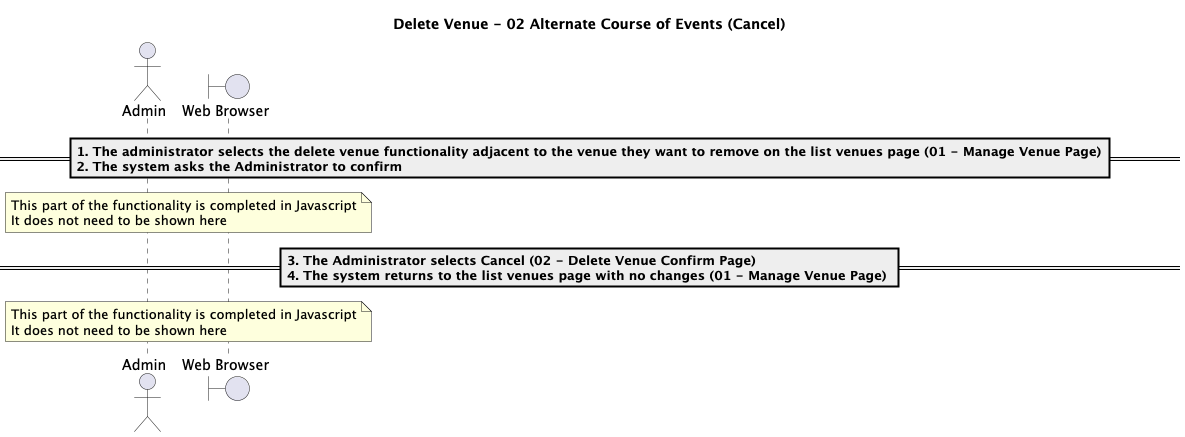 Delete Venue - 02 Alternate Course of Events (Cancel)
Admin
Web Browser
1. The administrator selects the delete venue functionality adjacent to the venue they want to remove on the list venues page (01 - Manage Venue Page)
2. The system asks the Administrator to confirm
This part of the functionality is completed in Javascript
It does not need to be shown here
3. The Administrator selects Cancel (02 - Delete Venue Confirm Page)
4. The system returns to the list venues page with no changes (01 - Manage Venue Page)
This part of the functionality is completed in Javascript
It does not need to be shown here
Admin
Web Browser